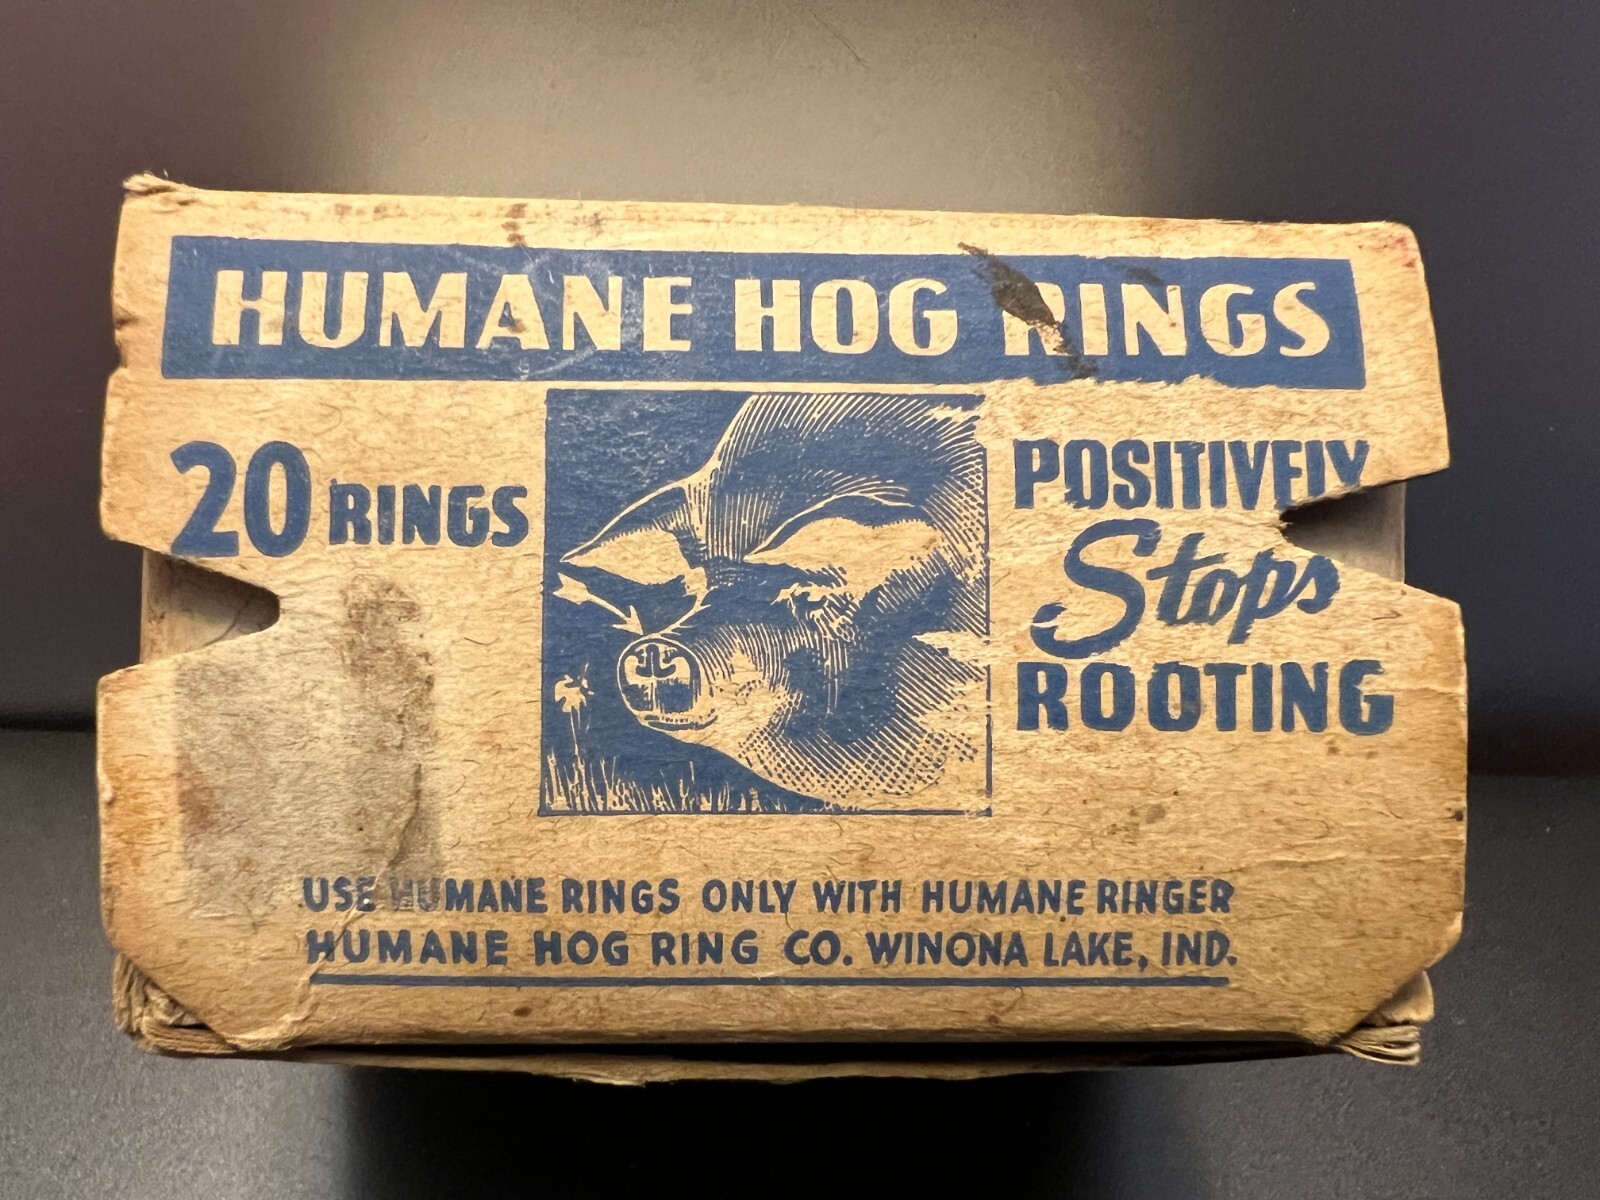 HUMANE HOG RINGS
20 RINGS
POSITIVELY
Stops
ROOTING
USE HUMANE RINGS ONLY WITH HUMANE RINGER
HUMANE HOG RING CO. WINONA LAKE, IND.